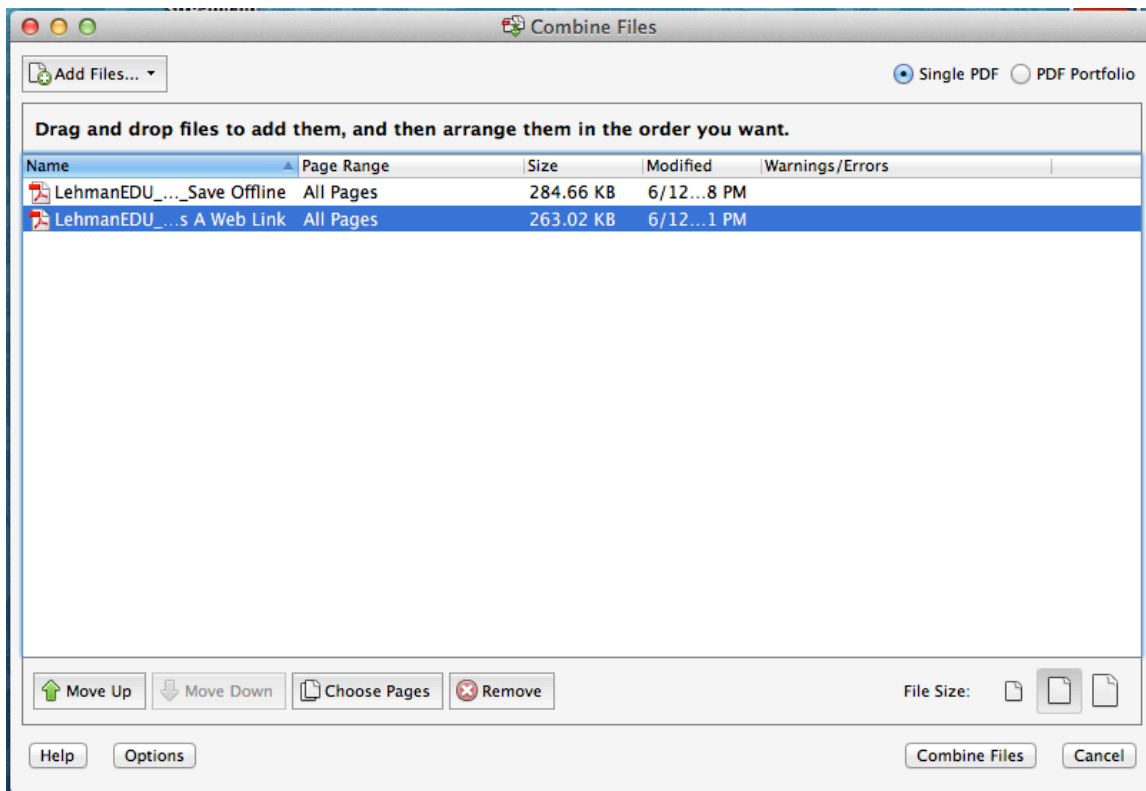 Combine Files
Add Files... Single PDF PDF Portfolio
Drag and drop files to add them, and then arrange them in the order you want.
Name Page Range Size Modified Warnings/Errors
LehmanEDU_..._Save Offline All Pages 284.66 KB 6/12...8 PM
LehmanEDU_...s A Web Link All Pages 263.02 KB 6/12...1 PM
Move Up Move Down Choose Pages Remove File Size:
Help Options Combine Files Cancel